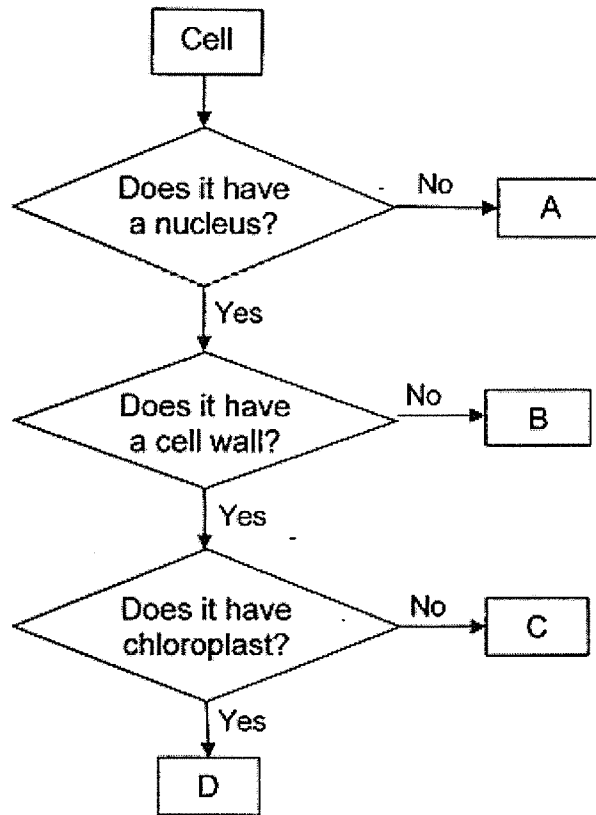 Cell
Does it have
a nucleus?
No
A
Yes
Does it have
a cell wall?
No
B
Yes
Does it have
chloroplast?
No
C
Yes
D